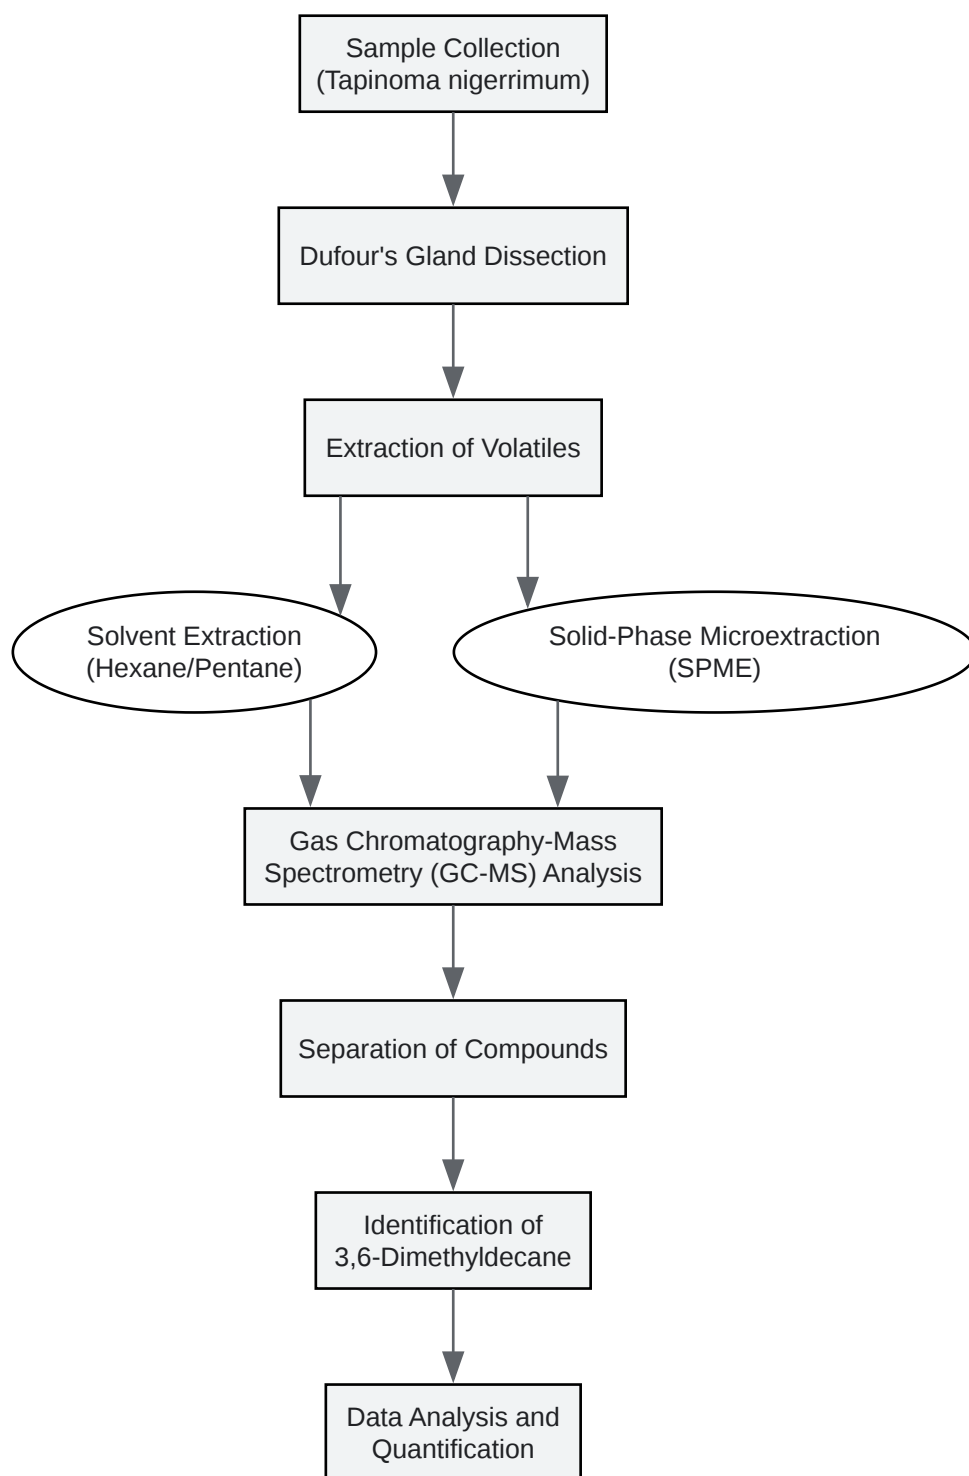 Sample Collection
(Tapinoma nigerrimum)
Dufour's Gland Dissection
Extraction of Volatiles
Solvent Extraction
(Hexane/Pentane)
Solid-Phase Microextraction
(SPME)
Gas Chromatography-Mass
Spectrometry (GC-MS) Analysis
Separation of Compounds
Identification of
3,6-Dimethyldecane
Data Analysis and
Quantification